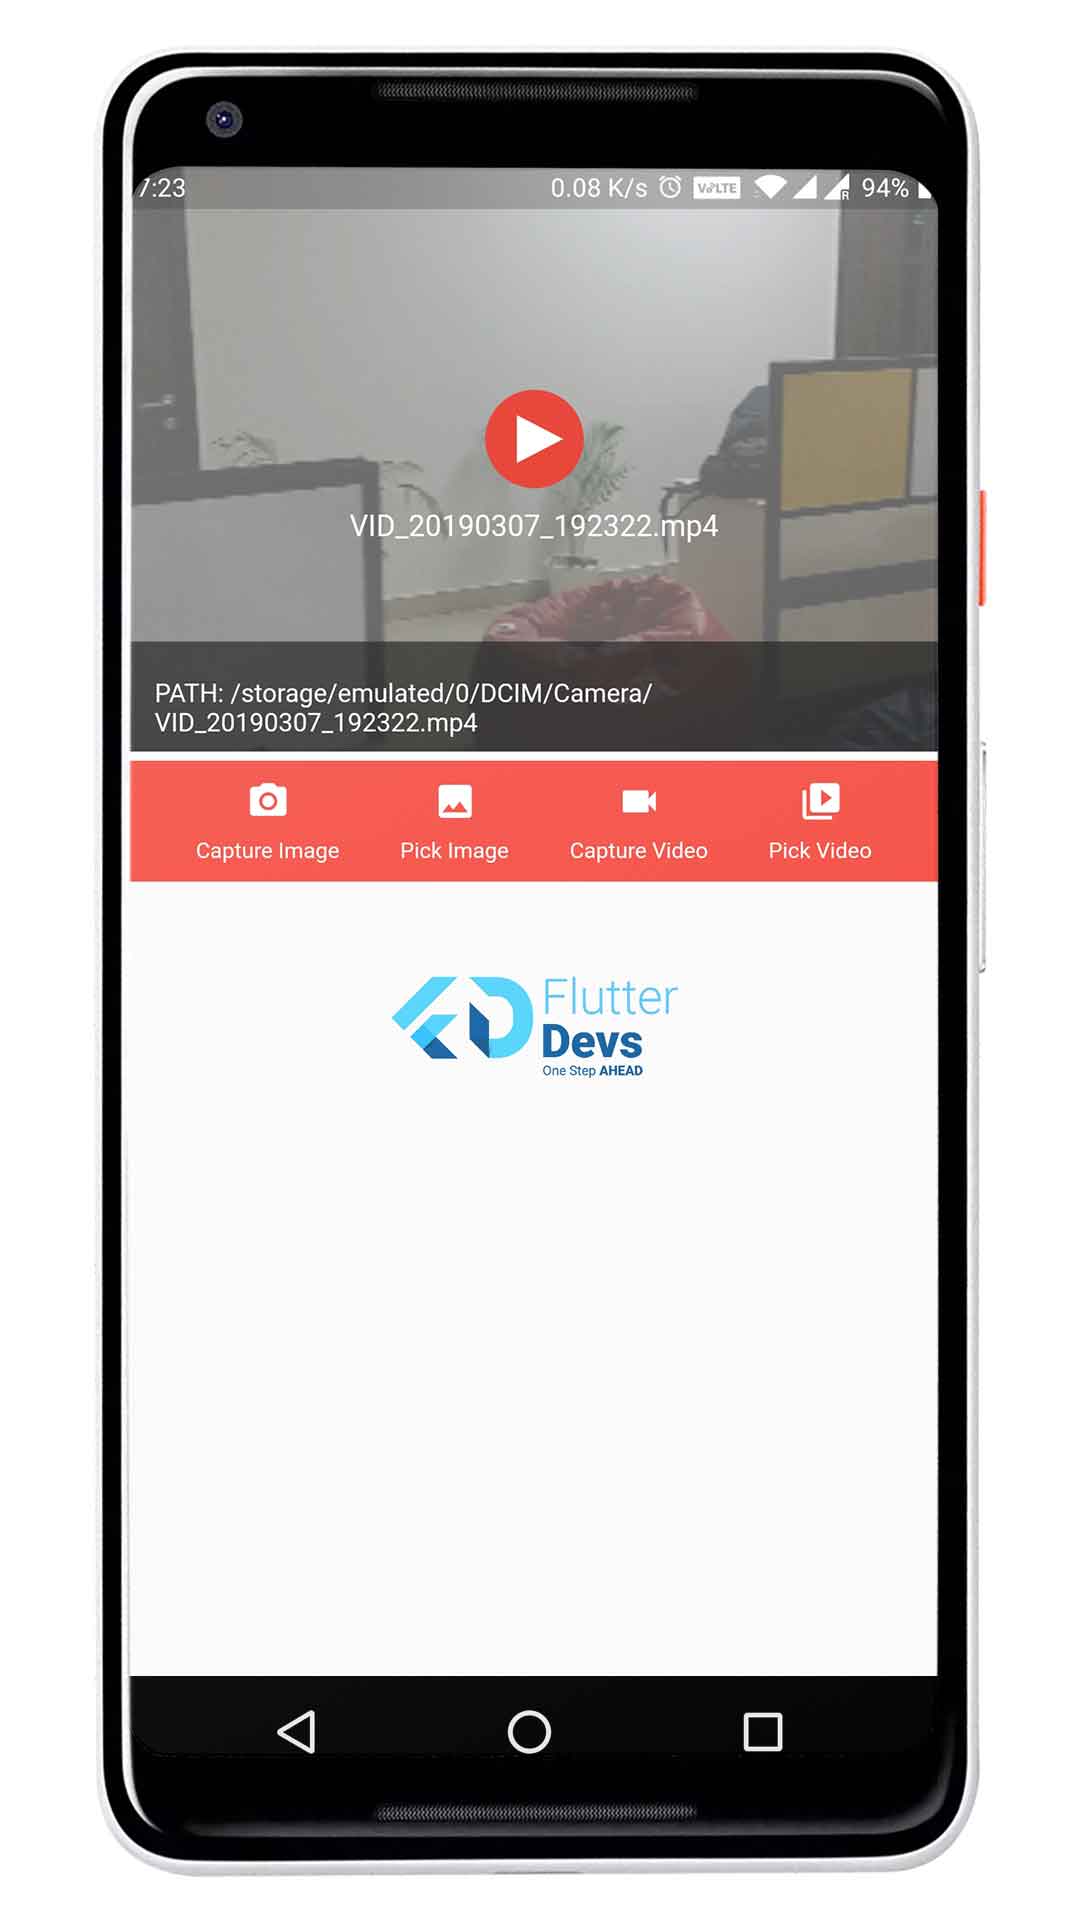 7:23 0.08 K/s VoLTE R 94%
VID_20190307_192322.mp4
PATH: /storage/emulated/0/DCIM/Camera/
VID_20190307_192322.mp4
Capture Image Pick Image Capture Video Pick Video
Flutter
Devs
One Step AHEAD